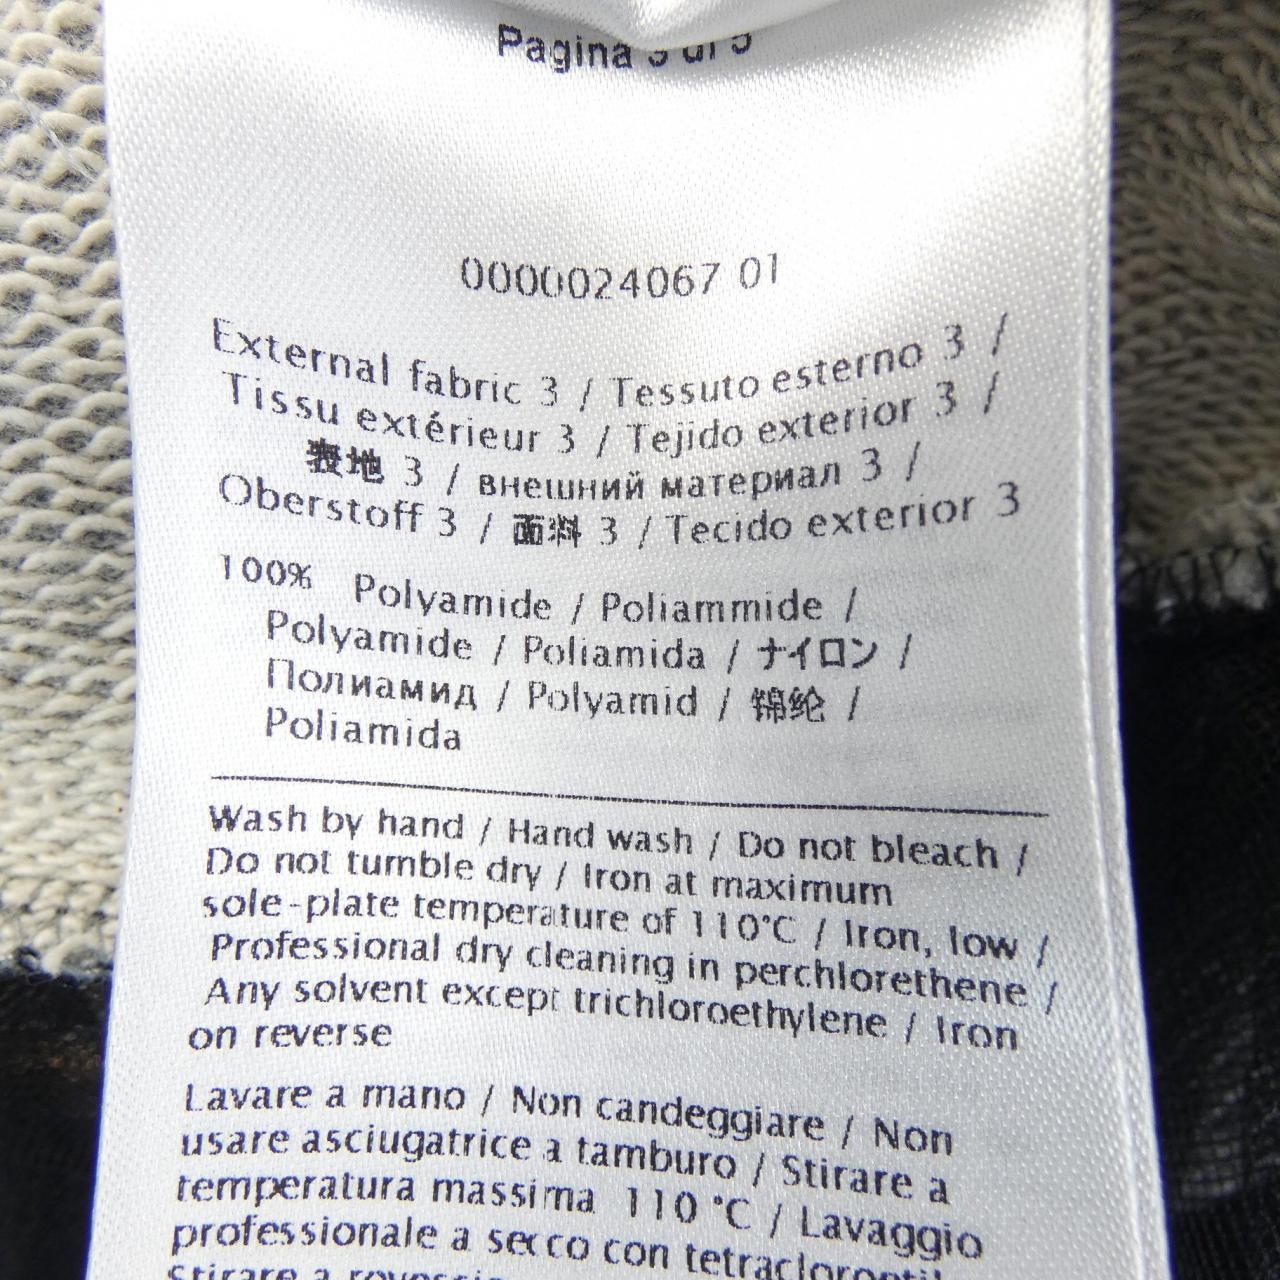 Pagina 3 di 5
0000024067 01
External fabric 3 / Tessuto esterno 3 /
Tissu extérieur 3 / Tejido exterior 3 /
表地 3 / внешний материал 3 /
Oberstoff 3 / 面料 3 / Tecido exterior 3
100% Polyamide / Poliammide /
Polyamide / Poliamida / ナイロン /
Полиамид / Polyamid / 锦纶 /
Poliamida
Wash by hand / Hand wash / Do not bleach /
Do not tumble dry / Iron at maximum
sole-plate temperature of 110°C / Iron, low /
Professional dry cleaning in perchlorethene /
Any solvent except trichloroethylene / Iron
on reverse
Lavare a mano / Non candeggiare / Non
usare asciugatrice a tamburo / Stirare a
temperatura massima 110 °C / Lavaggio
professionale a secco con
Stirare a